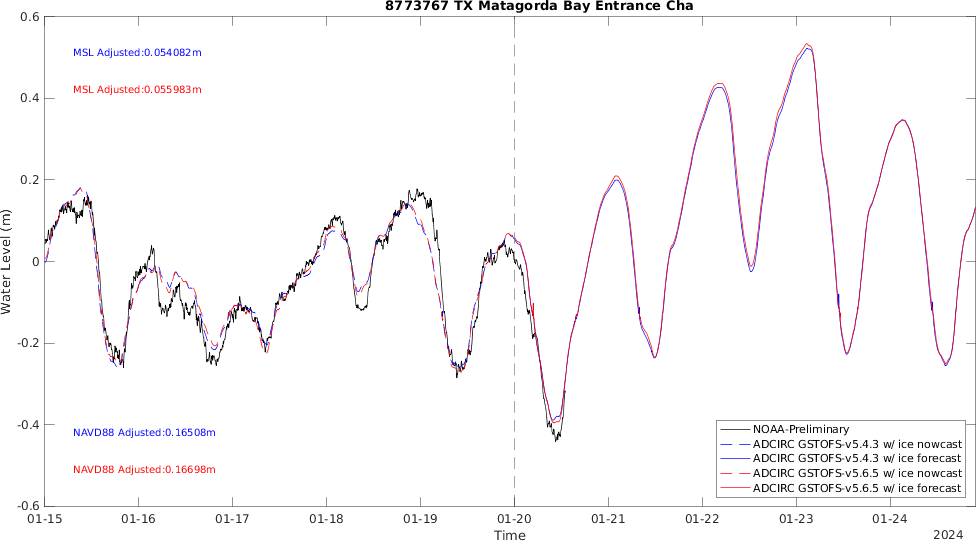 8773767 TX Matagorda Bay Entrance Cha
0.6
MSL Adjusted:0.054082m
MSL Adjusted:0.055983m
0.4
0.2
0
-0.2
-0.4
-0.6
Water Level (m)
NAVD88 Adjusted:0.16508m
NAVD88 Adjusted:0.16698m
NOAA-Preliminary
ADCIRC GSTOFS-v5.4.3 w/ ice nowcast
ADCIRC GSTOFS-v5.4.3 w/ ice forecast
ADCIRC GSTOFS-v5.6.5 w/ ice nowcast
ADCIRC GSTOFS-v5.6.5 w/ ice forecast
01-15 01-16 01-17 01-18 01-19 01-20 01-21 01-22 01-23 01-24
Time
2024